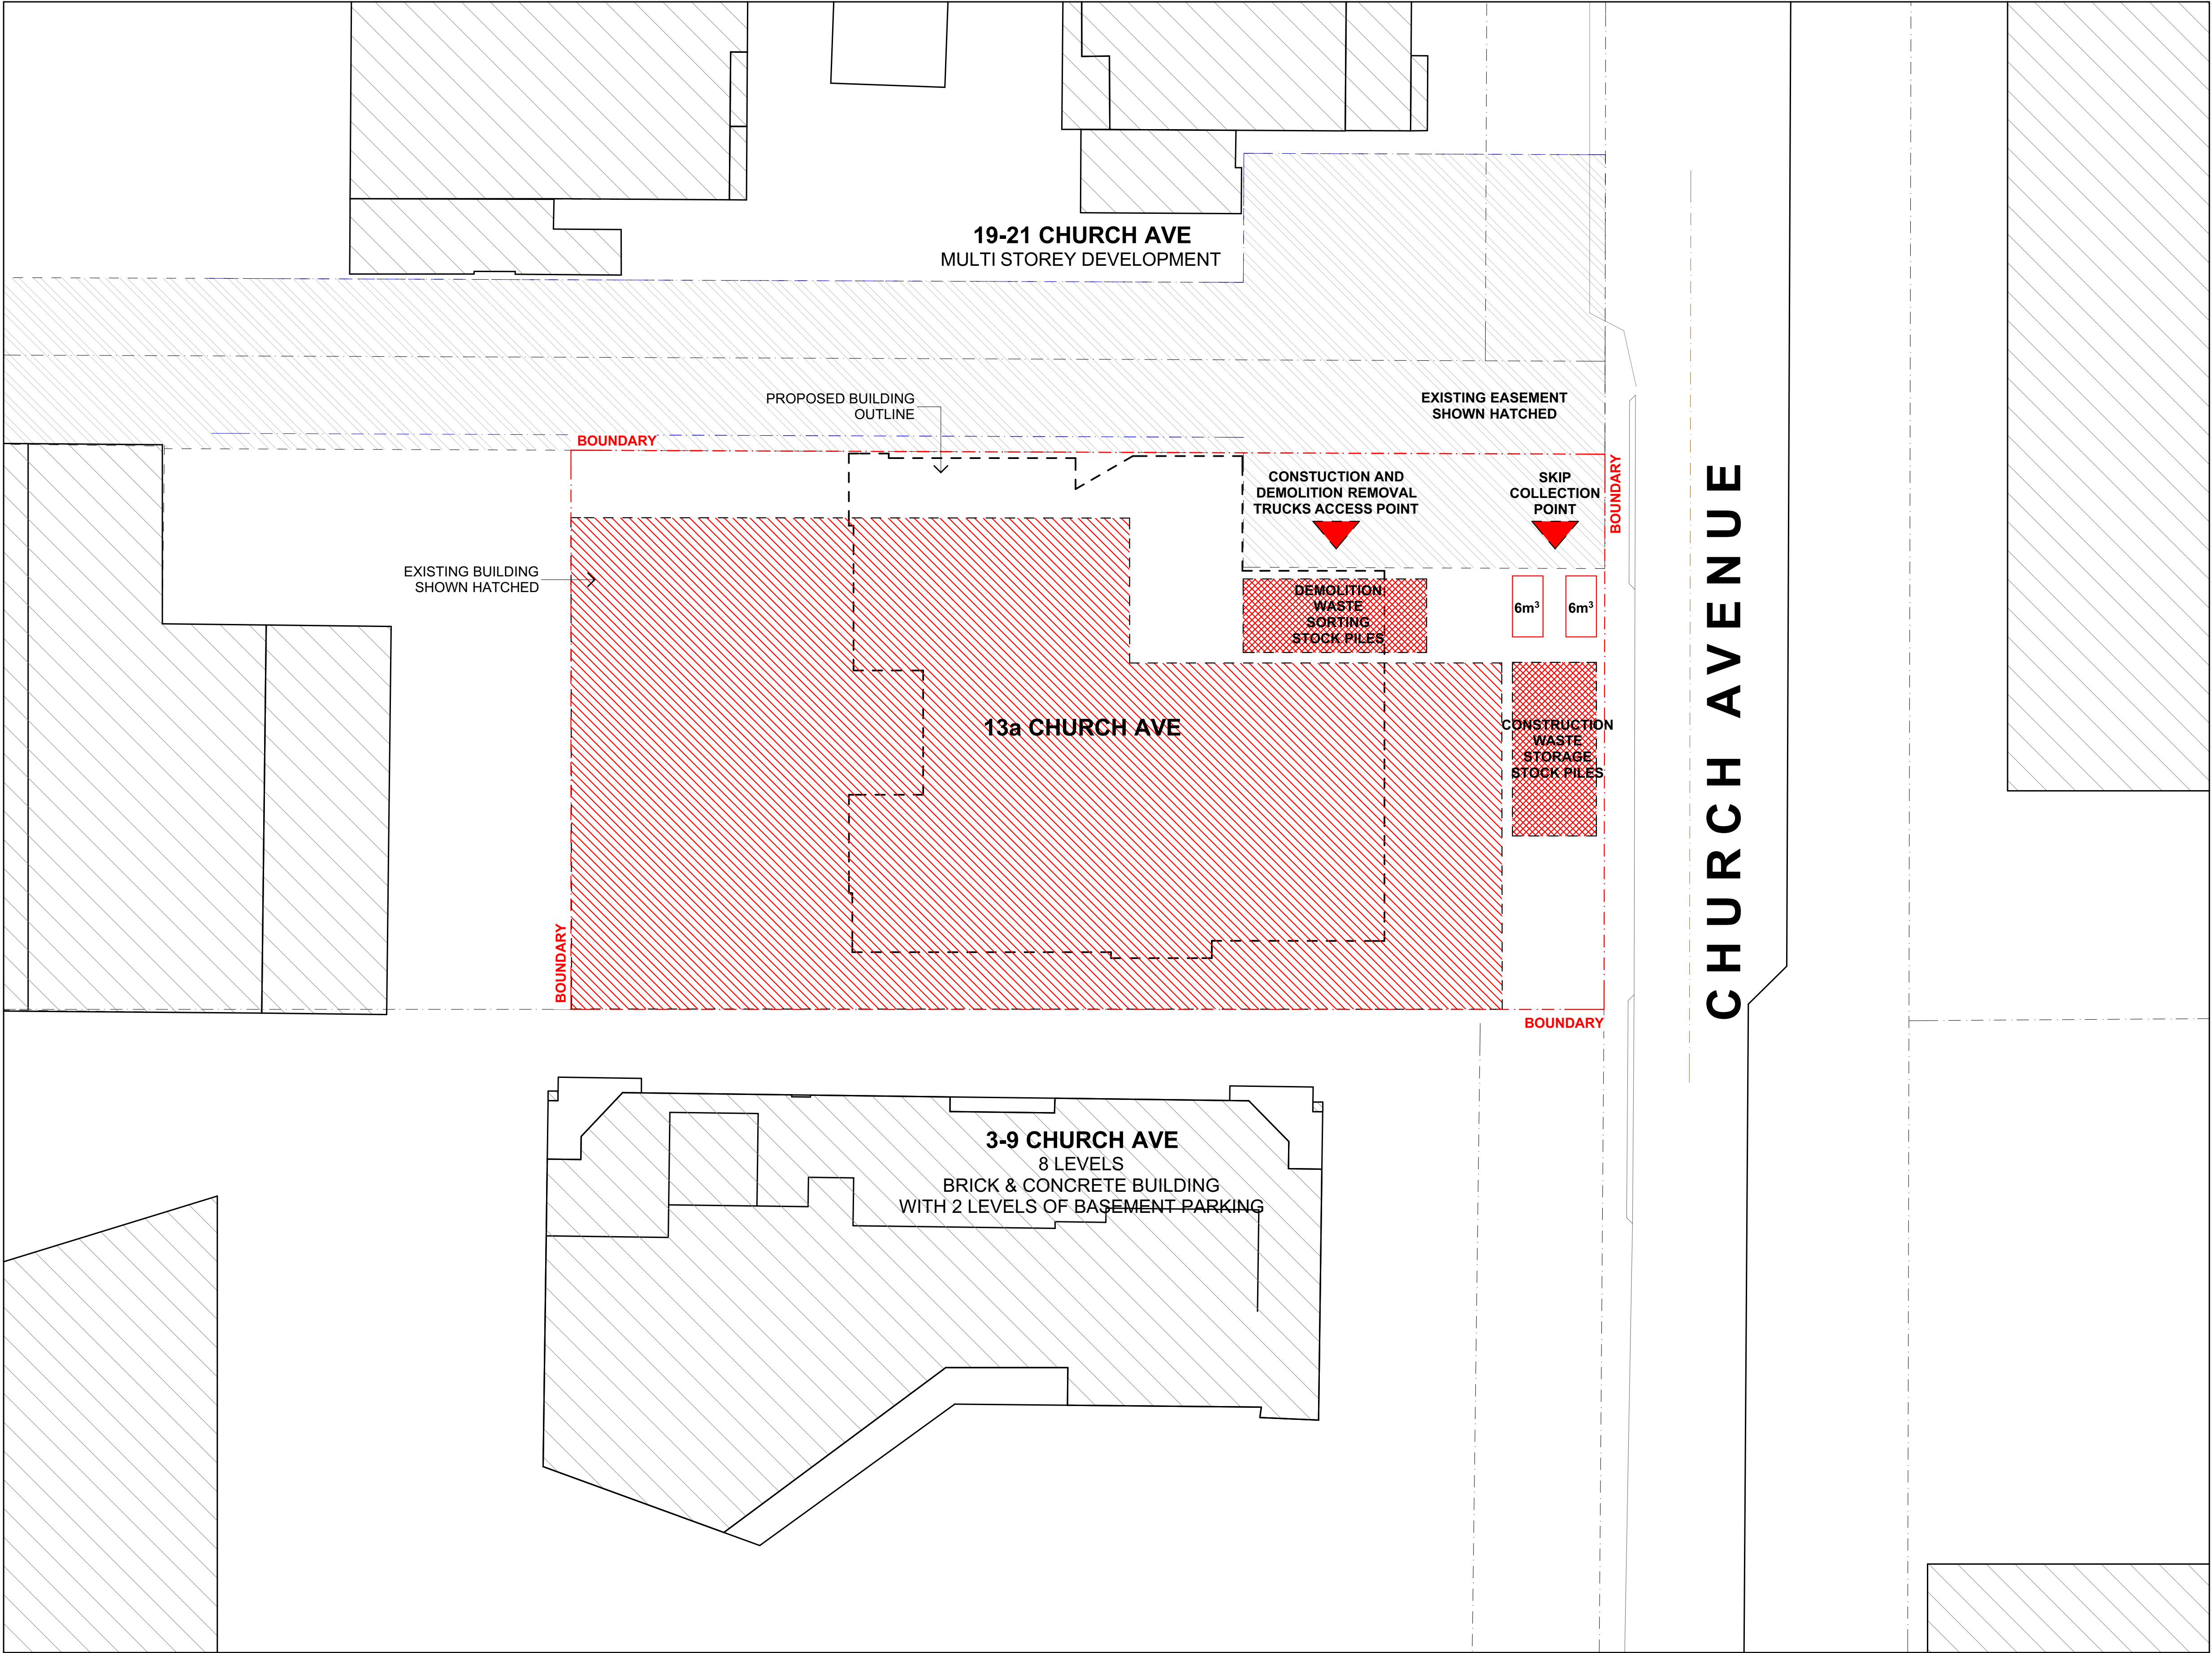 19-21 CHURCH AVE
MULTI STOREY DEVELOPMENT
PROPOSED BUILDING
OUTLINE
EXISTING EASEMENT
SHOWN HATCHED
BOUNDARY
CONSTUCTION AND
DEMOLITION REMOVAL
TRUCKS ACCESS POINT
SKIP
COLLECTION
POINT
BOUNDARY
EXISTING BUILDING
SHOWN HATCHED
DEMOLITION
WASTE
SORTING
STOCK PILES
6m³
6m³
13a CHURCH AVE
CONSTRUCTION
WASTE
STORAGE
STOCK PILES
CHURCH AVENUE
BOUNDARY
BOUNDARY
3-9 CHURCH AVE
8 LEVELS
BRICK & CONCRETE BUILDING
WITH 2 LEVELS OF BASEMENT PARKING